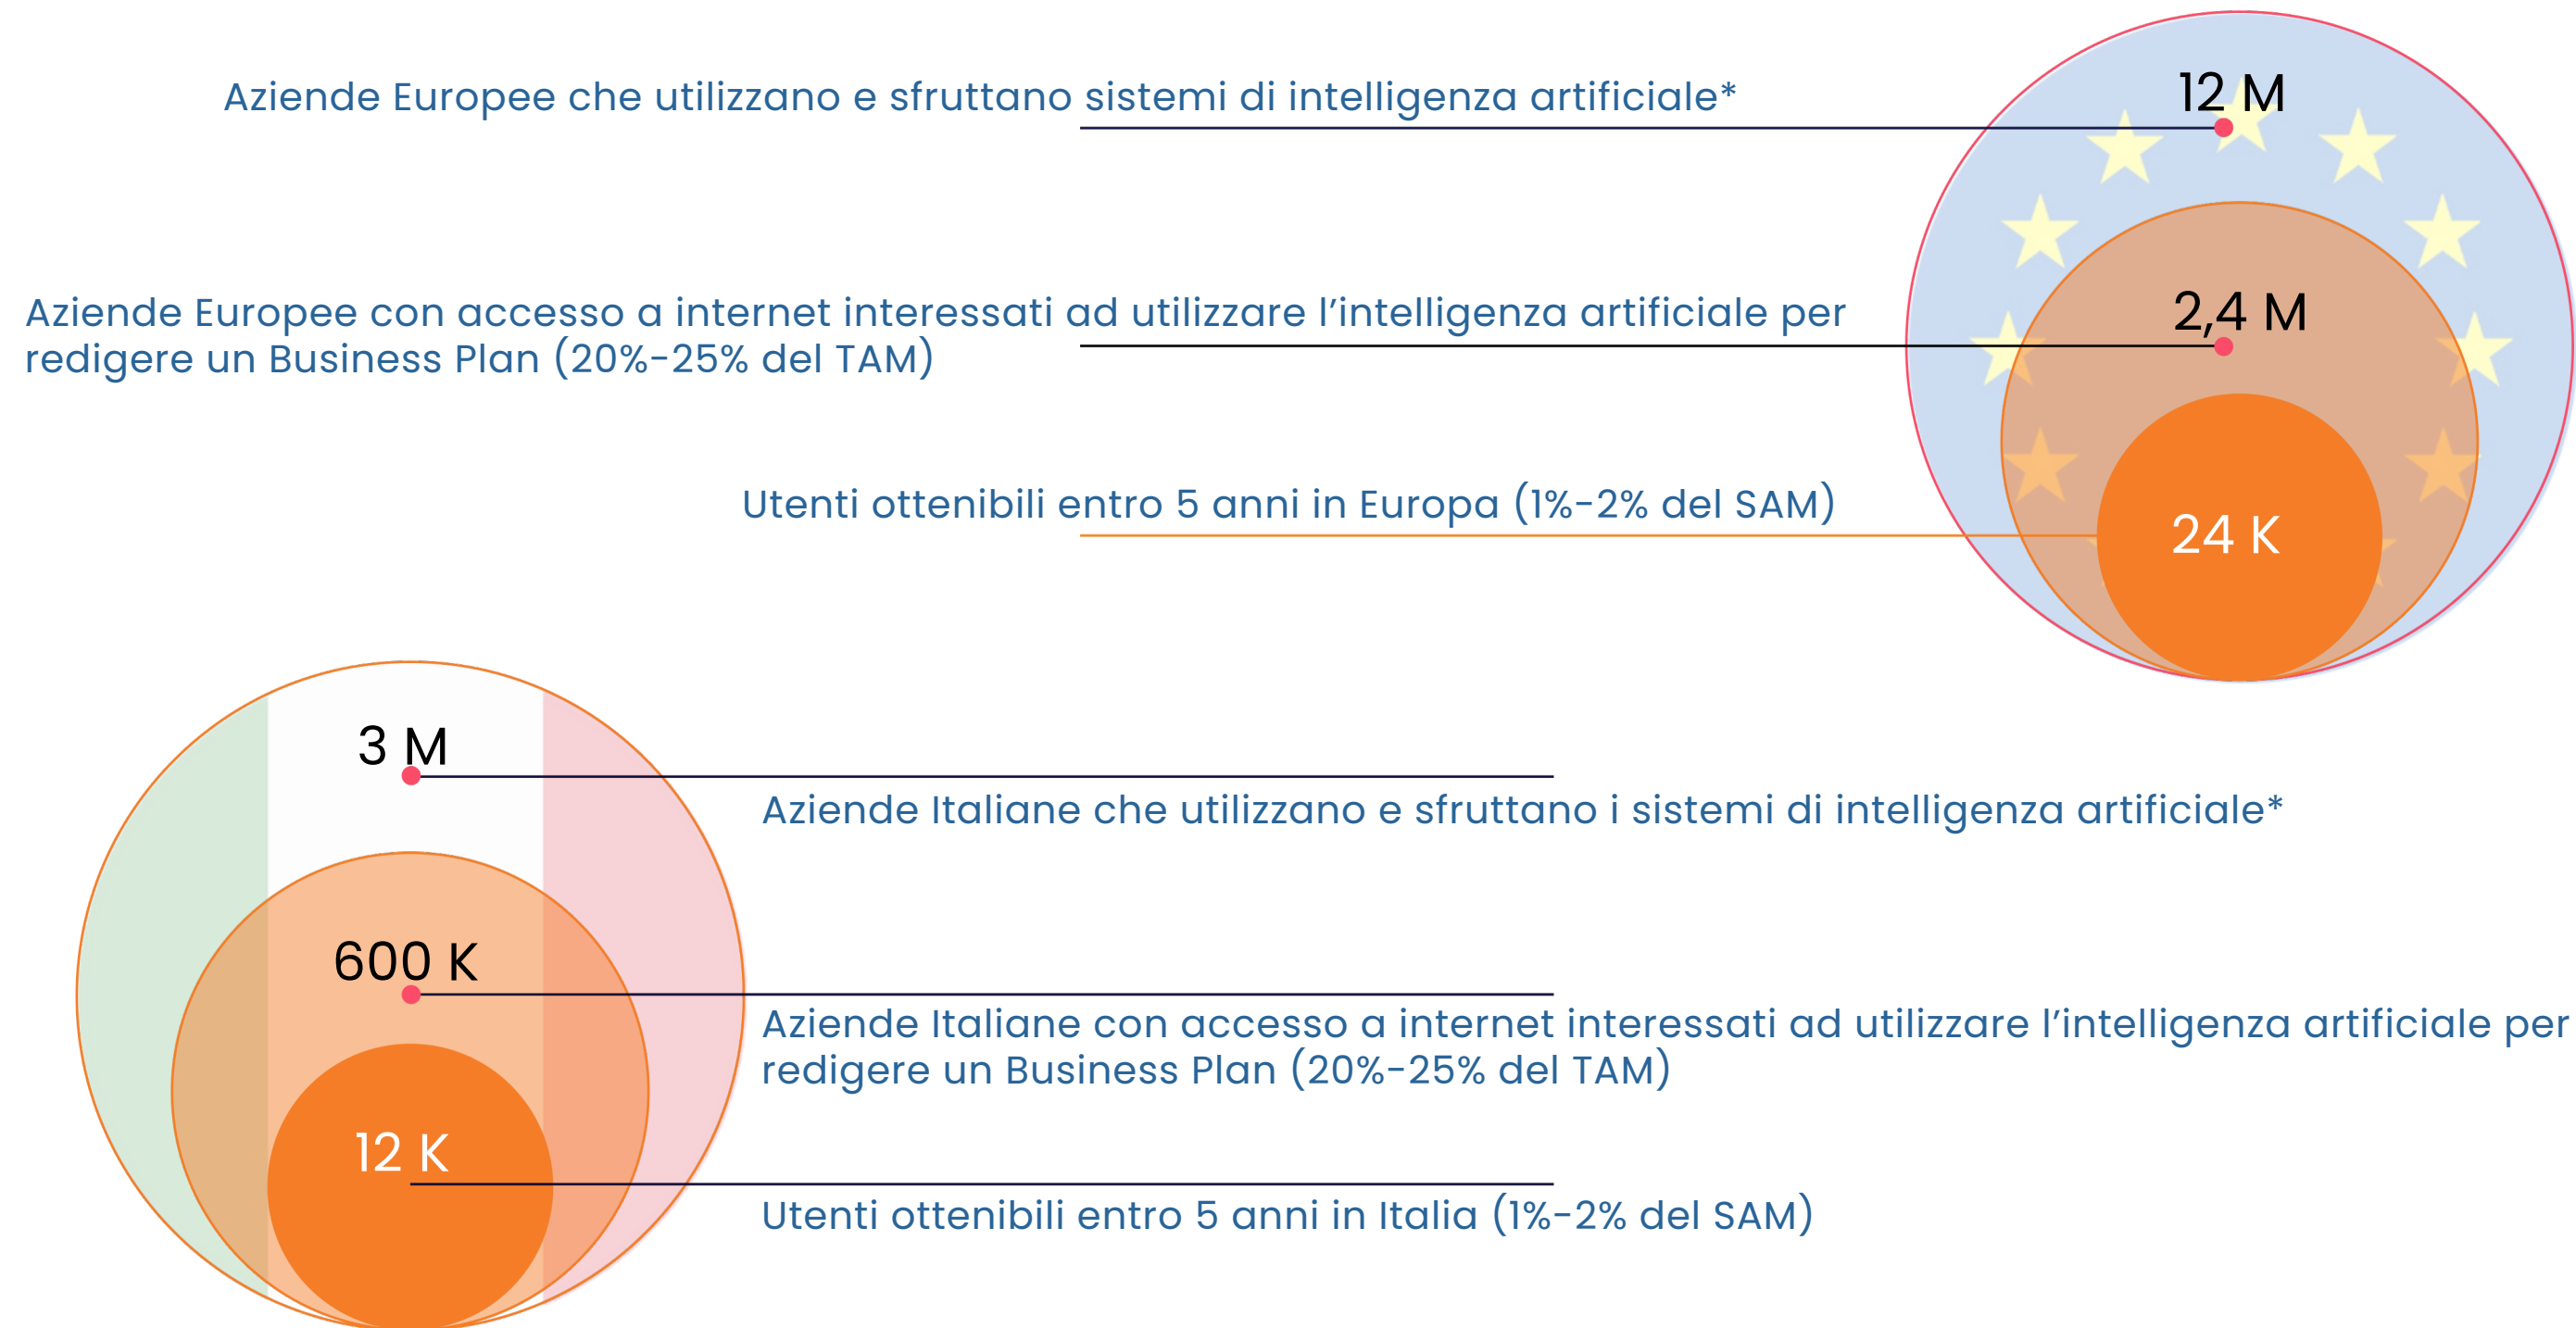 Aziende Europee che utilizzano e sfruttano sistemi di intelligenza artificiale*
12 M
Aziende Europee con accesso a internet interessati ad utilizzare l’intelligenza artificiale per
redigere un Business Plan (20%-25% del TAM)
2,4 M
Utenti ottenibili entro 5 anni in Europa (1%-2% del SAM)
24 K
3 M
Aziende Italiane che utilizzano e sfruttano i sistemi di intelligenza artificiale*
600 K
Aziende Italiane con accesso a internet interessati ad utilizzare l’intelligenza artificiale per
redigere un Business Plan (20%-25% del TAM)
12 K
Utenti ottenibili entro 5 anni in Italia (1%-2% del SAM)